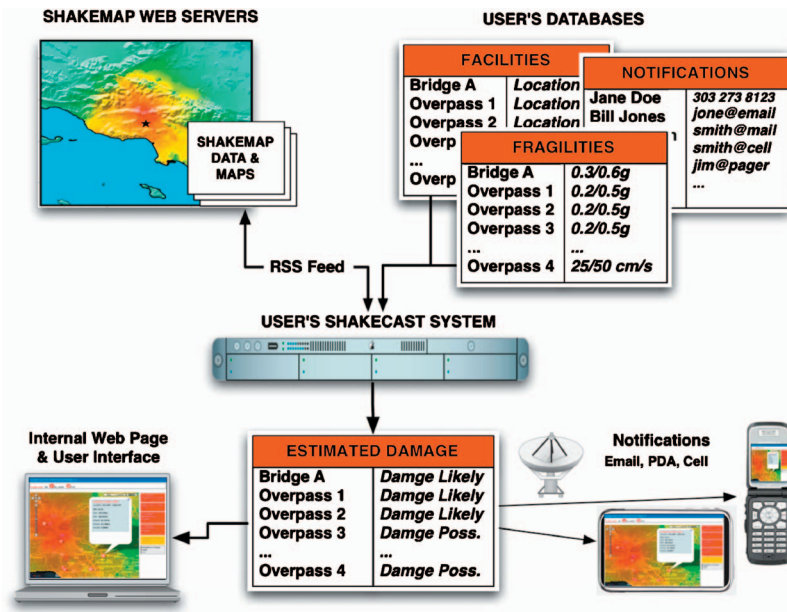 SHAKEMAP WEB SERVERS
SHAKEMAP
DATA &
MAPS
USER'S DATABASES
FACILITIES
Bridge A Location
Overpass 1 Location
Overpass 2 Location
Overp
...
Overp
NOTIFICATIONS
Jane Doe 303 273 8123
Bill Jones jone@email
smith@mail
smith@cell
jim@pager
...
FRAGILITIES
Bridge A 0.3/0.6g
Overpass 1 0.2/0.5g
Overpass 2 0.2/0.5g
Overpass 3 0.2/0.5g
... ...
Overpass 4 25/50 cm/s
RSS Feed
USER'S SHAKECAST SYSTEM
Internal Web Page
& User Interface
ESTIMATED DAMAGE
Bridge A Damge Likely
Overpass 1 Damge Likely
Overpass 2 Damge Likely
Overpass 3 Damge Poss.
... ...
Overpass 4 Damge Poss.
Notifications
Email, PDA, Cell